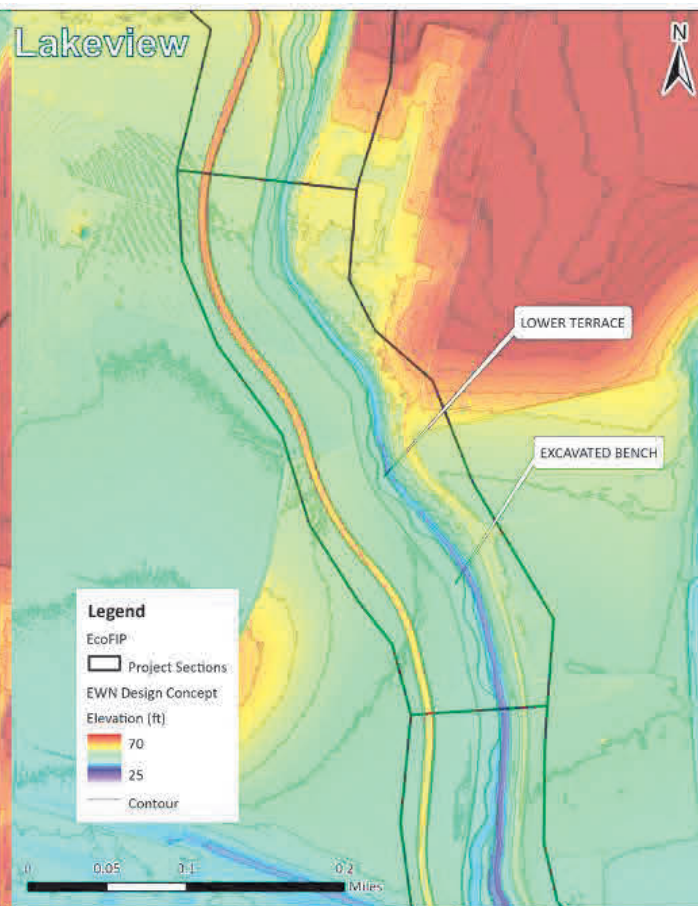 Lakeview
N
LOWER TERRACE
EXCAVATED BENCH
Legend
EcoFIP
Project Sections
EWN Design Concept
Elevation (ft)
70
25
Contour
0 0.05 0.1 0.2
Miles